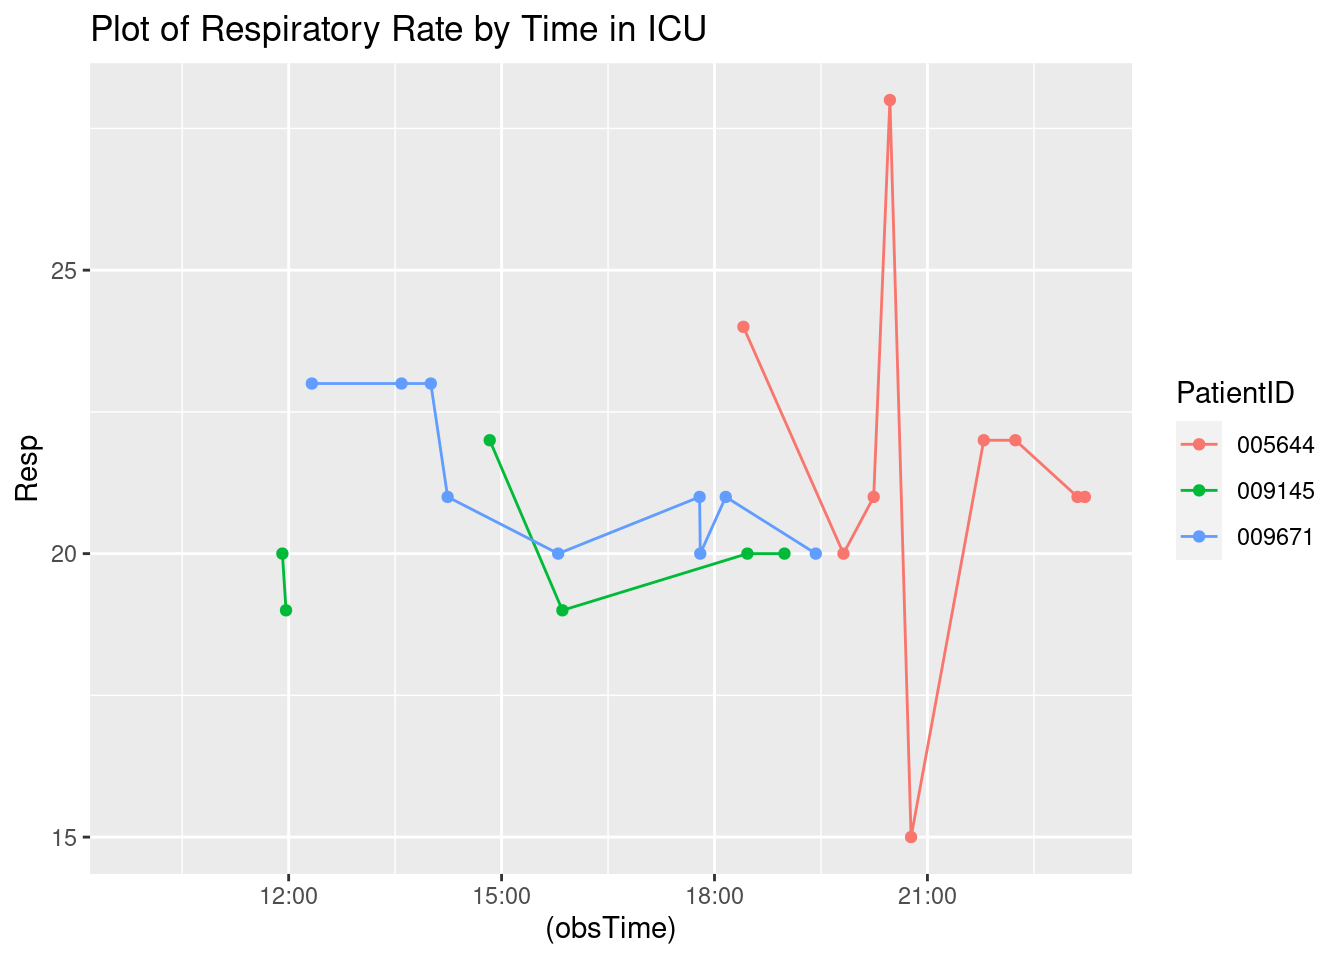 Plot of Respiratory Rate by Time in ICU
Resp
25
20
15
12:00 15:00 18:00 21:00
(obsTime)
PatientID
005644
009145
009671